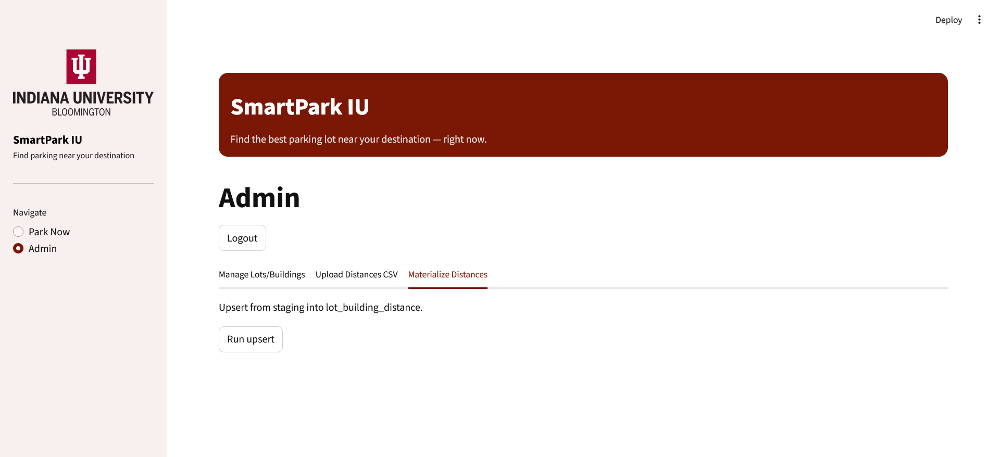 Deploy
INDIANA UNIVERSITY
BLOOMINGTON
SmartPark IU
Find parking near your destination
Navigate
Park Now
Admin
SmartPark IU
Find the best parking lot near your destination — right now.
Admin
Logout
Manage Lots/Buildings Upload Distances CSV Materialize Distances
Upsert from staging into lot_building_distance.
Run upsert